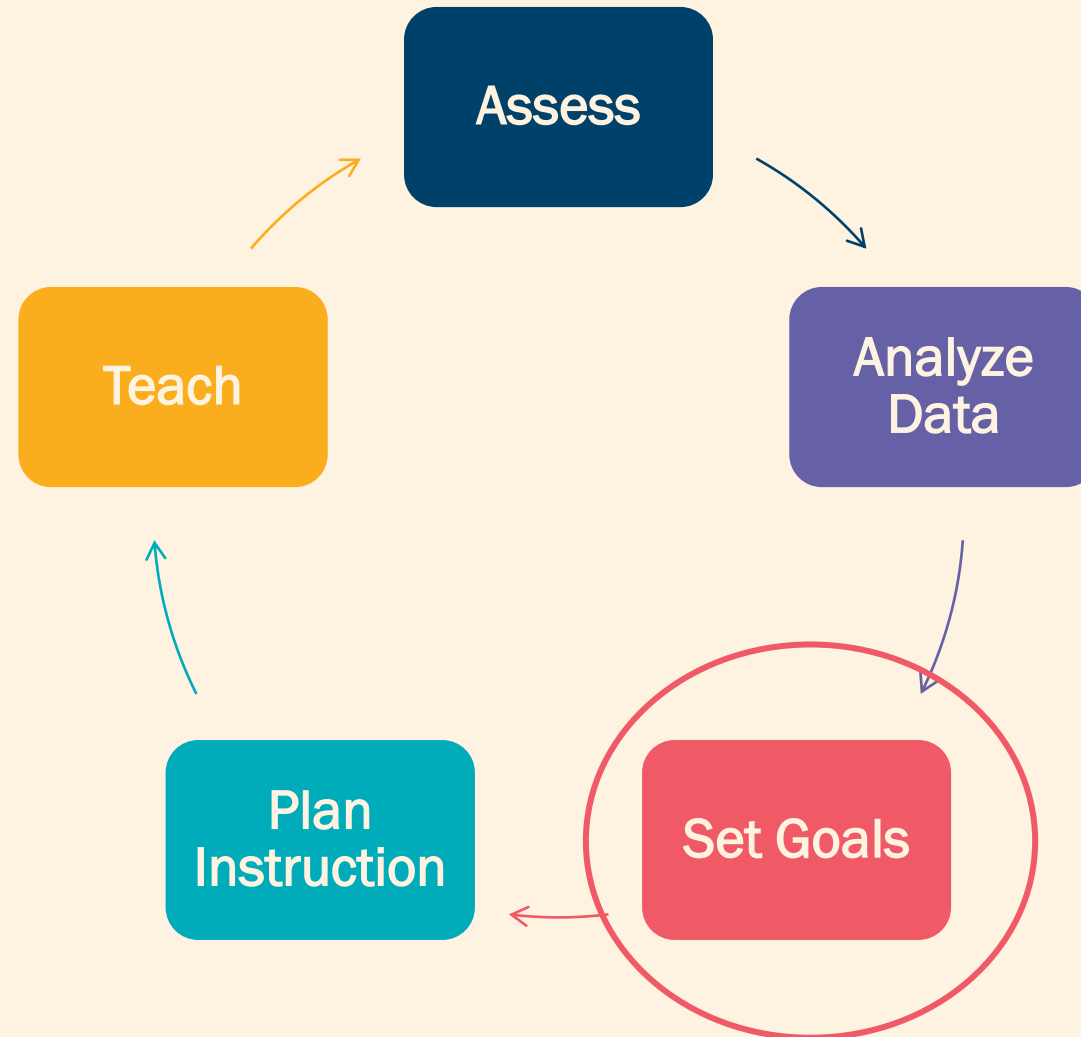 Assess
Analyze
Data
Set Goals
Plan
Instruction
Teach